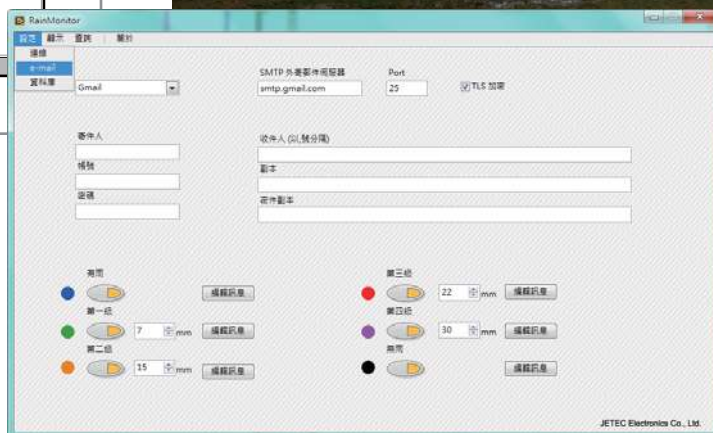 RainMonitor
設定 顯示 查詢 關於
連線
e-mail
資料庫
SMTP 外寄郵件伺服器 Port
Gmail smtp.gmail.com 25 TLS 加密
寄件人 收件人 (以,號分隔)
帳號 副本
密碼 密件副本
無雨 第三級
編輯訊息 22 mm 編輯訊息
第一級 第四級
7 mm 編輯訊息 30 mm 編輯訊息
第二級
15 mm 編輯訊息 編輯訊息
JETEC Electronics Co., Ltd.